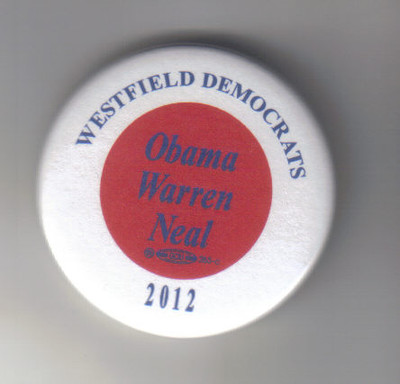 WESTFIELD DEMOCRATS
Obama
Warren
Neal
2012